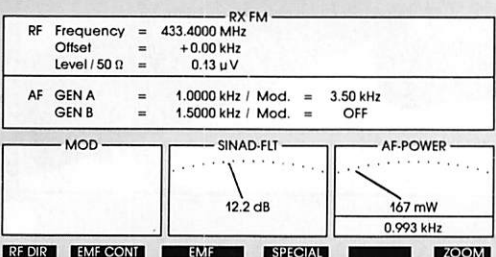 RX FM
RF Frequency = 433.4000 MHz
Offset = +0.00 kHz
Level / 50 Ω = 0.13 µV
AF GEN A = 1.0000 kHz / Mod. = 3.50 kHz
GEN B = 1.5000 kHz / Mod. = OFF
MOD
SINAD-FLT
AF-POWER
12.2 dB
167 mW
0.993 kHz
RF DIR EMF CONT EMF SPECIAL ZOOM